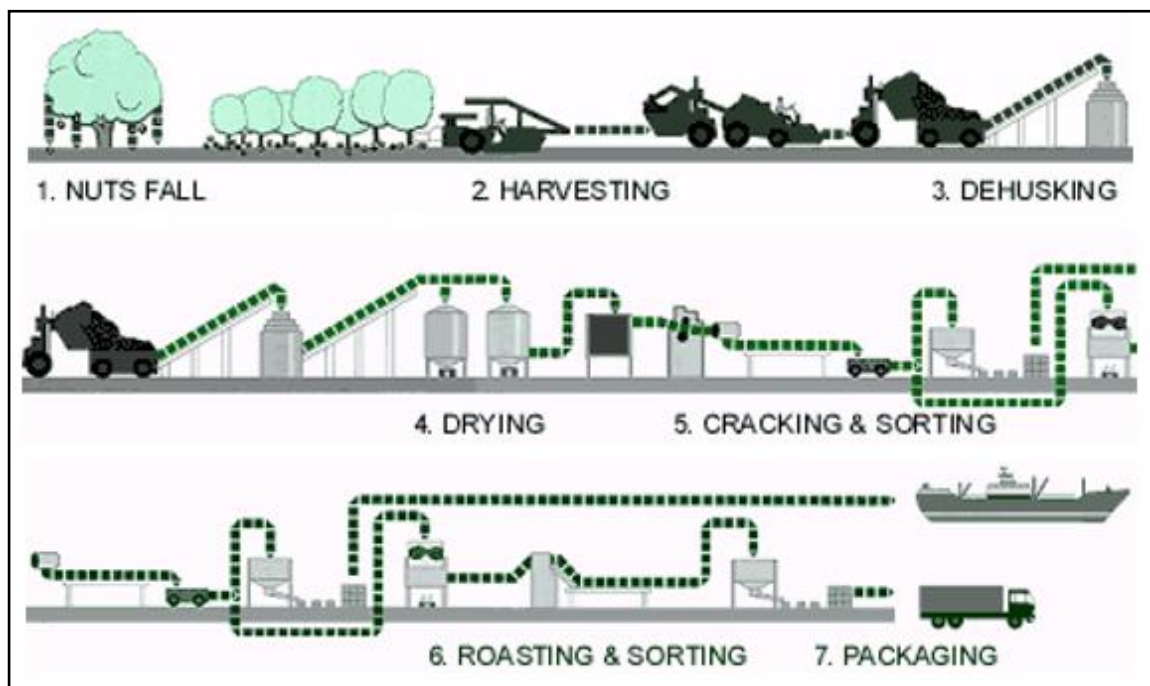 1. NUTS FALL
2. HARVESTING
3. DEHUSKING
4. DRYING
5. CRACKING & SORTING
6. ROASTING & SORTING
7. PACKAGING